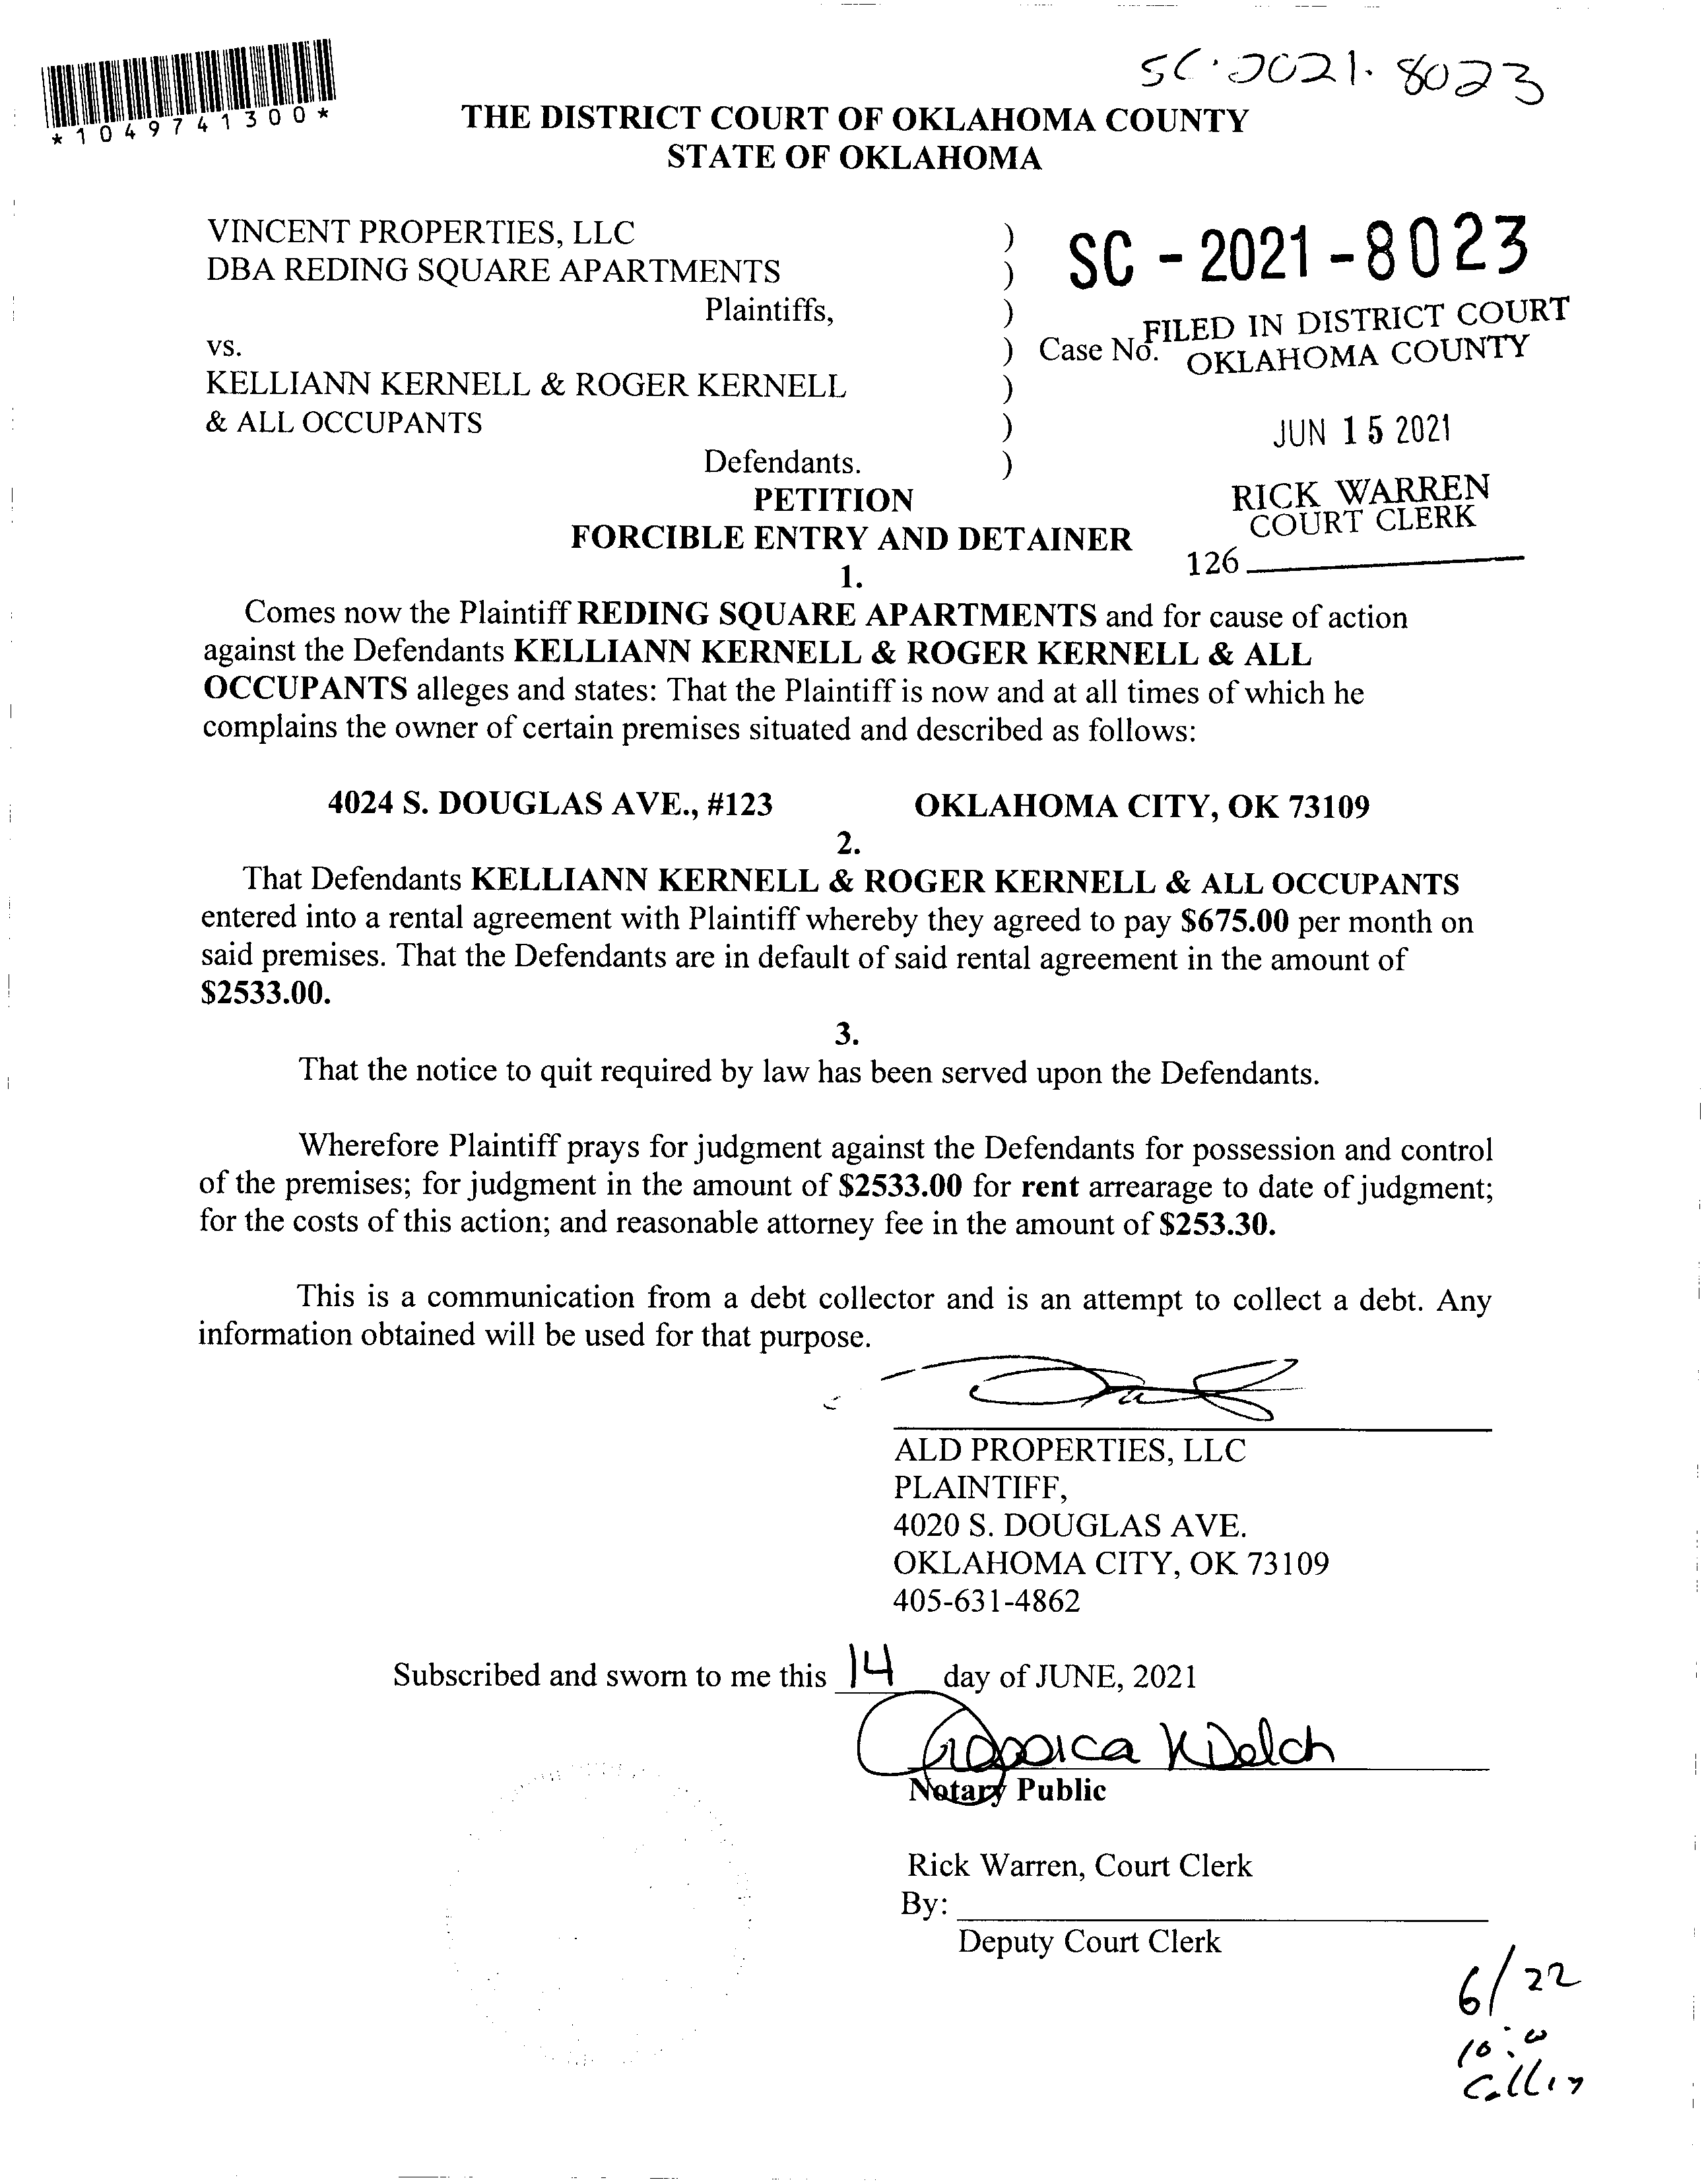 SC-2021-8023
*1049741300*
THE DISTRICT COURT OF OKLAHOMA COUNTY
STATE OF OKLAHOMA
VINCENT PROPERTIES, LLC )
DBA REDING SQUARE APARTMENTS )
Plaintiffs, )
vs. ) Case No.
KELLIANN KERNELL & ROGER KERNELL )
& ALL OCCUPANTS )
Defendants. )
SC - 2021 - 8023
FILED IN DISTRICT COURT
OKLAHOMA COUNTY
JUN 15 2021
RICK WARREN
COURT CLERK
126
PETITION
FORCIBLE ENTRY AND DETAINER
1.
Comes now the Plaintiff REDING SQUARE APARTMENTS and for cause of action
against the Defendants KELLIANN KERNELL & ROGER KERNELL & ALL
OCCUPANTS alleges and states: That the Plaintiff is now and at all times of which he
complains the owner of certain premises situated and described as follows:
4024 S. DOUGLAS AVE., #123 OKLAHOMA CITY, OK 73109
2.
That Defendants KELLIANN KERNELL & ROGER KERNELL & ALL OCCUPANTS
entered into a rental agreement with Plaintiff whereby they agreed to pay $675.00 per month on
said premises. That the Defendants are in default of said rental agreement in the amount of
$2533.00.
3.
That the notice to quit required by law has been served upon the Defendants.
Wherefore Plaintiff prays for judgment against the Defendants for possession and control
of the premises; for judgment in the amount of $2533.00 for rent arrearage to date of judgment;
for the costs of this action; and reasonable attorney fee in the amount of $253.30.
This is a communication from a debt collector and is an attempt to collect a debt. Any
information obtained will be used for that purpose.
ALD PROPERTIES, LLC
PLAINTIFF,
4020 S. DOUGLAS AVE.
OKLAHOMA CITY, OK 73109
405-631-4862
Subscribed and sworn to me this 14 day of JUNE, 2021
Notary Public
Rick Warren, Court Clerk
By:
Deputy Court Clerk
6/22